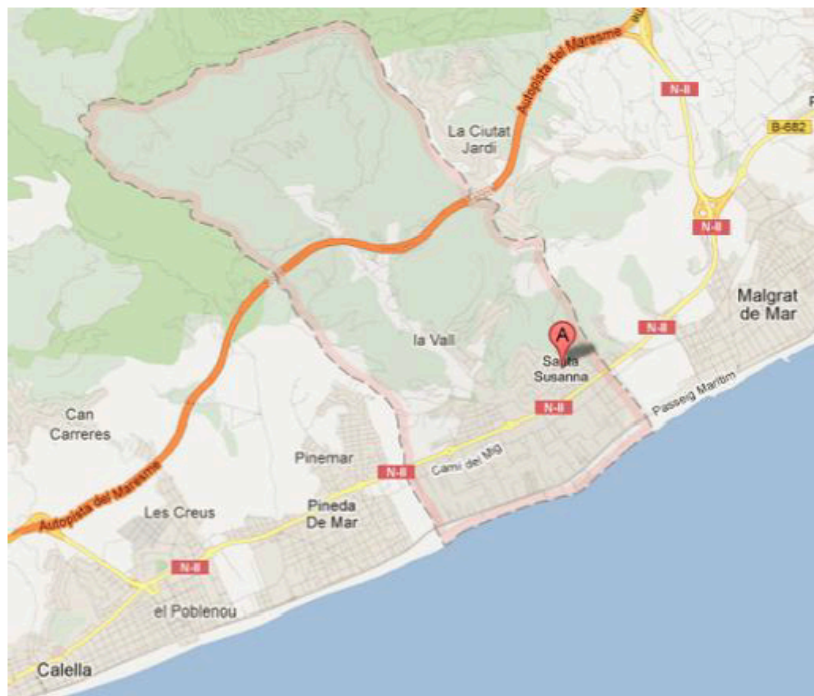 Autopista del Maresme
N-II
B-682
La Ciutat
Jardi
N-II
Malgrat
de Mar
N-II
la Vall
A
Santa
Susanna
Passeig Marítim
N-II
Can
Carreres
Camí del Mig
Pinemar
N-II
Autopista del Maresme
Les Creus
Pineda
De Mar
N-II
el Poblenou
Calella